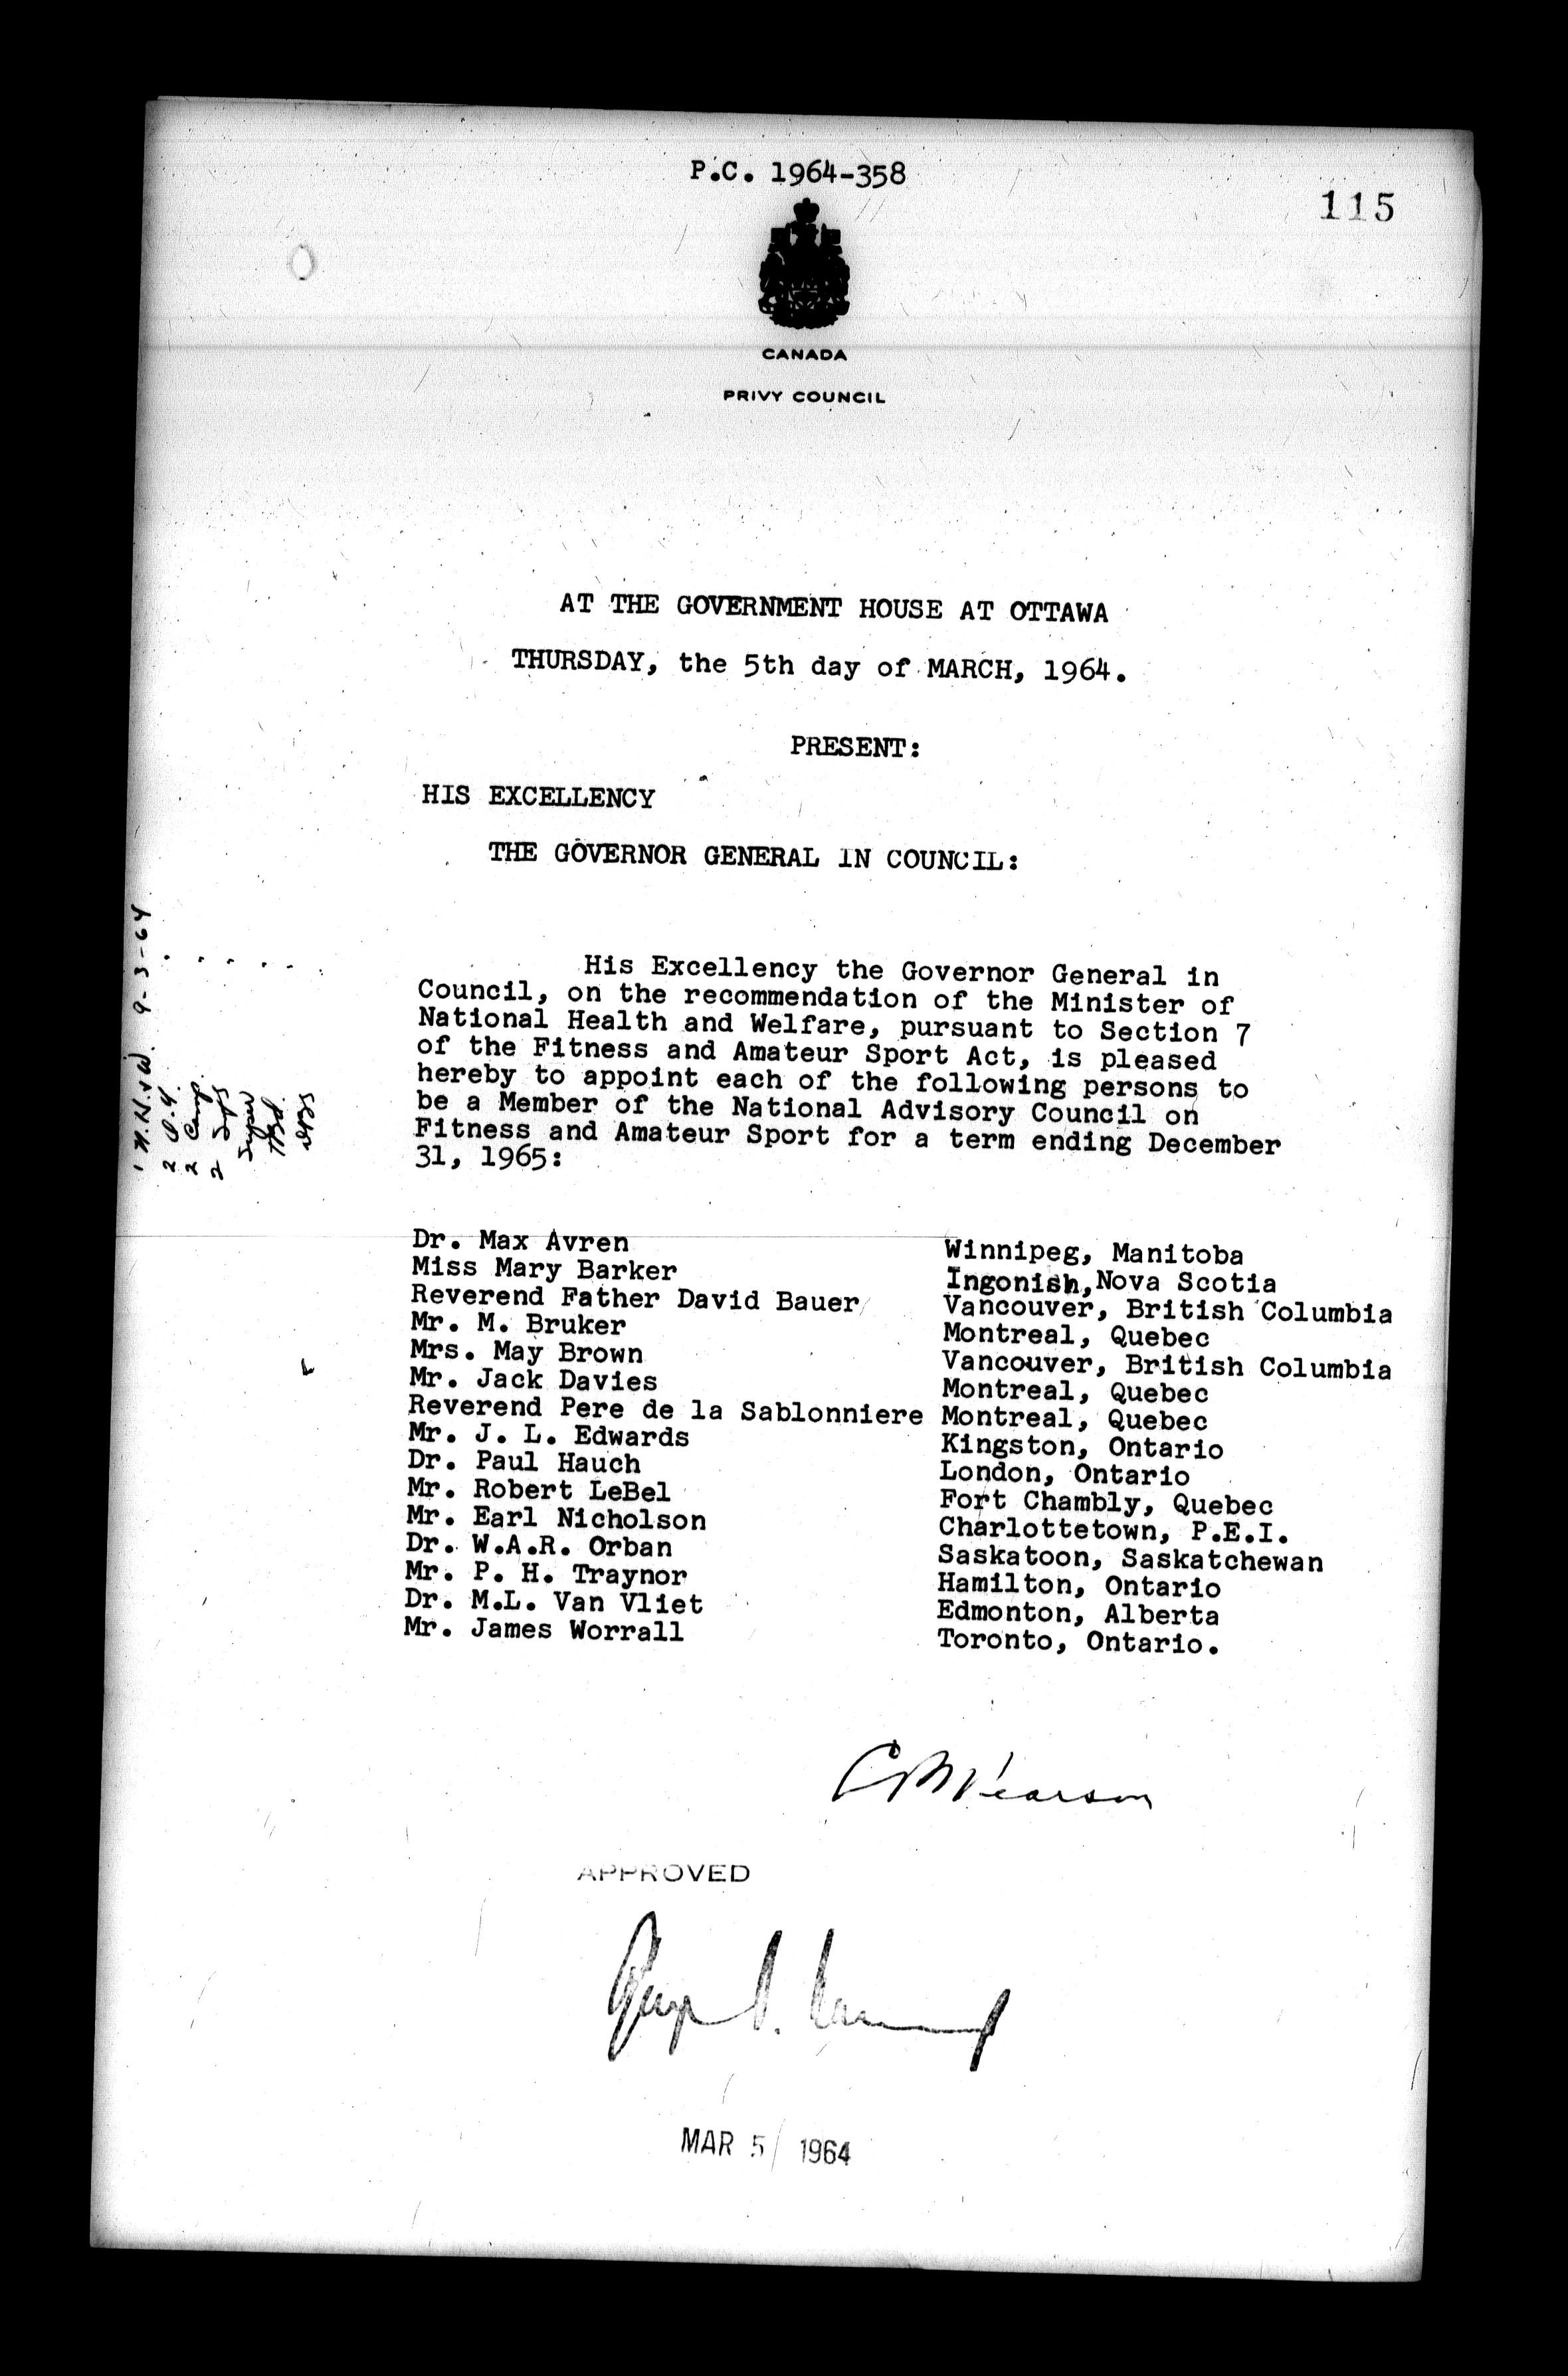 P.C. 1964-358
115
CANADA
PRIVY COUNCIL
AT THE GOVERNMENT HOUSE AT OTTAWA
THURSDAY, the 5th day of MARCH, 1964.
PRESENT:
HIS EXCELLENCY
THE GOVERNOR GENERAL IN COUNCIL:
His Excellency the Governor General in
Council, on the recommendation of the Minister of
National Health and Welfare, pursuant to Section 7
of the Fitness and Amateur Sport Act, is pleased
hereby to appoint each of the following persons to
be a Member of the National Advisory Council on
Fitness and Amateur Sport for a term ending December
31, 1965:
Dr. Max Avren Winnipeg, Manitoba
Miss Mary Barker Ingonish, Nova Scotia
Reverend Father David Bauer Vancouver, British Columbia
Mr. M. Bruker Montreal, Quebec
Mrs. May Brown Vancouver, British Columbia
Mr. Jack Davies Montreal, Quebec
Reverend Pere de la Sablonniere Montreal, Quebec
Mr. J. L. Edwards Kingston, Ontario
Dr. Paul Hauch London, Ontario
Mr. Robert LeBel Fort Chambly, Quebec
Mr. Earl Nicholson Charlottetown, P.E.I.
Dr. W.A.R. Orban Saskatoon, Saskatchewan
Mr. P. H. Traynor Hamilton, Ontario
Dr. M.L. Van Vliet Edmonton, Alberta
Mr. James Worrall Toronto, Ontario.
Pearson
APPROVED
MAR 5 1964
1 N.H.&W. 9-3-64